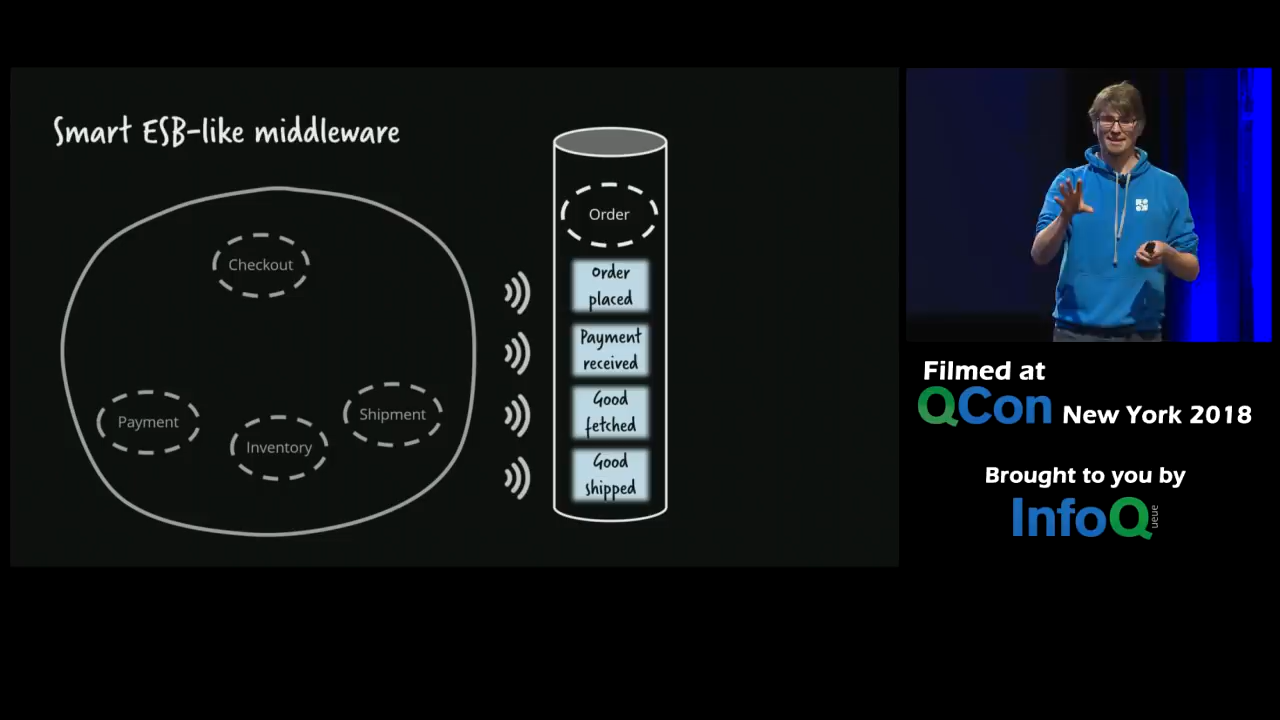 Smart ESB-like middleware
Checkout
Payment
Inventory
Shipment
Order
Order
placed
Payment
received
Good
fetched
Good
shipped
Filmed at
QCon New York 2018
Brought to you by
InfoQ
ueue